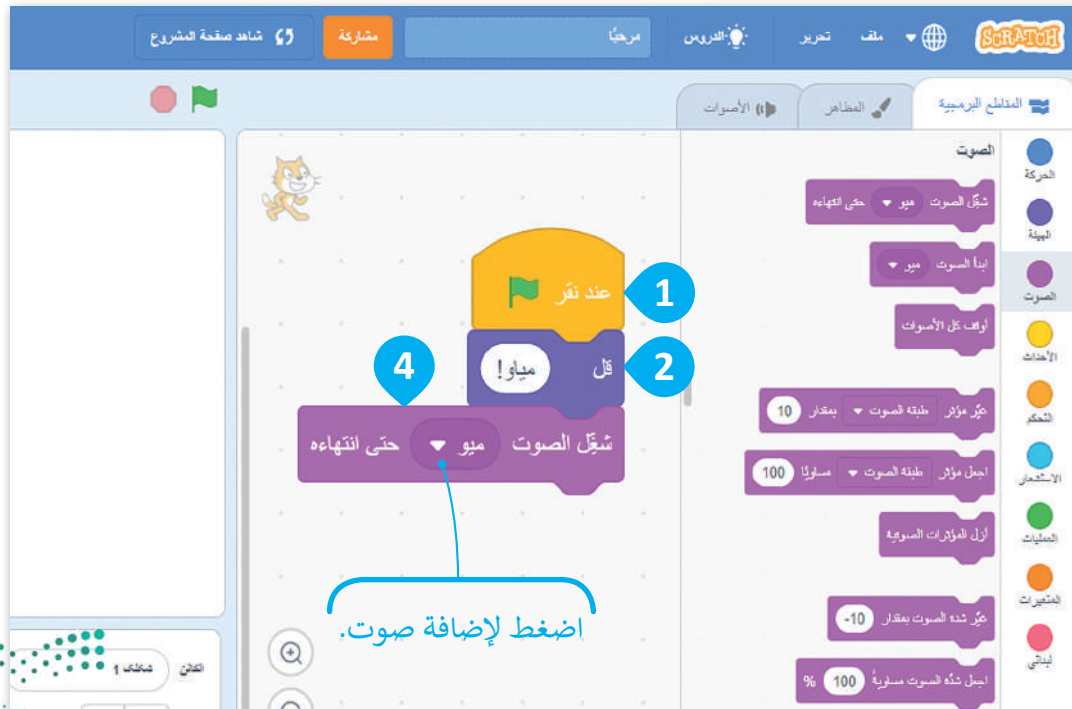 SCRATCH ملف تحرير الدروس مرحبًا مشاركة شاهد صفحة المشروع
المقاطع البرمجية المظاهر الأصوات
الحركة
الهيئة
الصوت
الأحداث
التحكم
الاستشعار
العمليات
المتغيرات
لبناتي
الصوت
شغّل الصوت ميو حتى انتهاءه
ابدأ الصوت ميو
أوقف كل الأصوات
غيّر مؤثر طبقة الصوت بمقدار 10
اجعل مؤثر طبقة الصوت مساويًا 100
أزل المؤثرات الصوتية
غيّر شدة الصوت بمقدار -10
اجعل شدّة الصوت مساويةً 100 %
1
عند نقر
2
قل مياو!
4
شغّل الصوت ميو حتى انتهاءه
اضغط لإضافة صوت.
الكائن